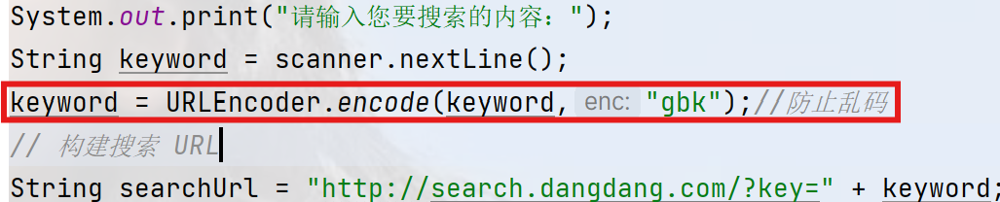 System.out.print("请输入您要搜索的内容：");
String keyword = scanner.nextLine();
keyword = URLEncoder.encode(keyword, enc: "gbk");//防止乱码
// 构建搜索 URL
String searchUrl = "http://search.dangdang.com/?key=" + keyword;